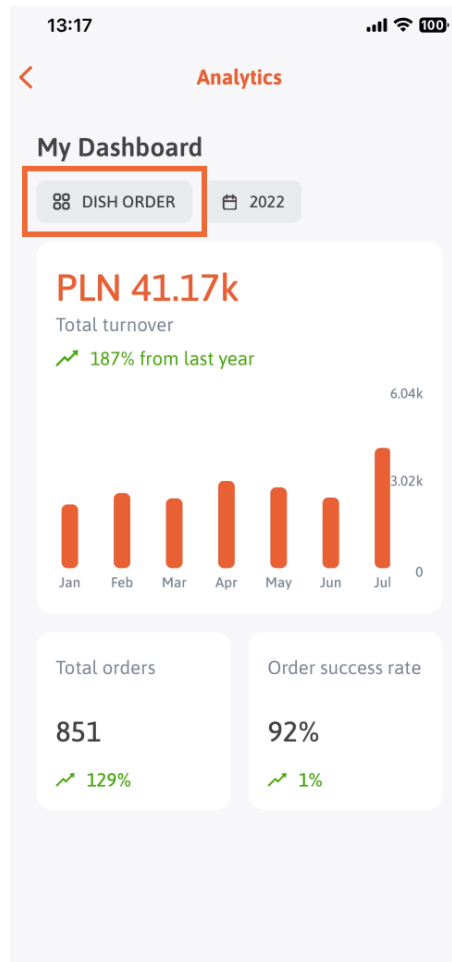 13:17
100
Analytics
My Dashboard
DISH ORDER
2022
PLN 41.17k
Total turnover
187% from last year
6.04k
3.02k
0
Jan Feb Mar Apr May Jun Jul
Total orders
851
129%
Order success rate
92%
1%